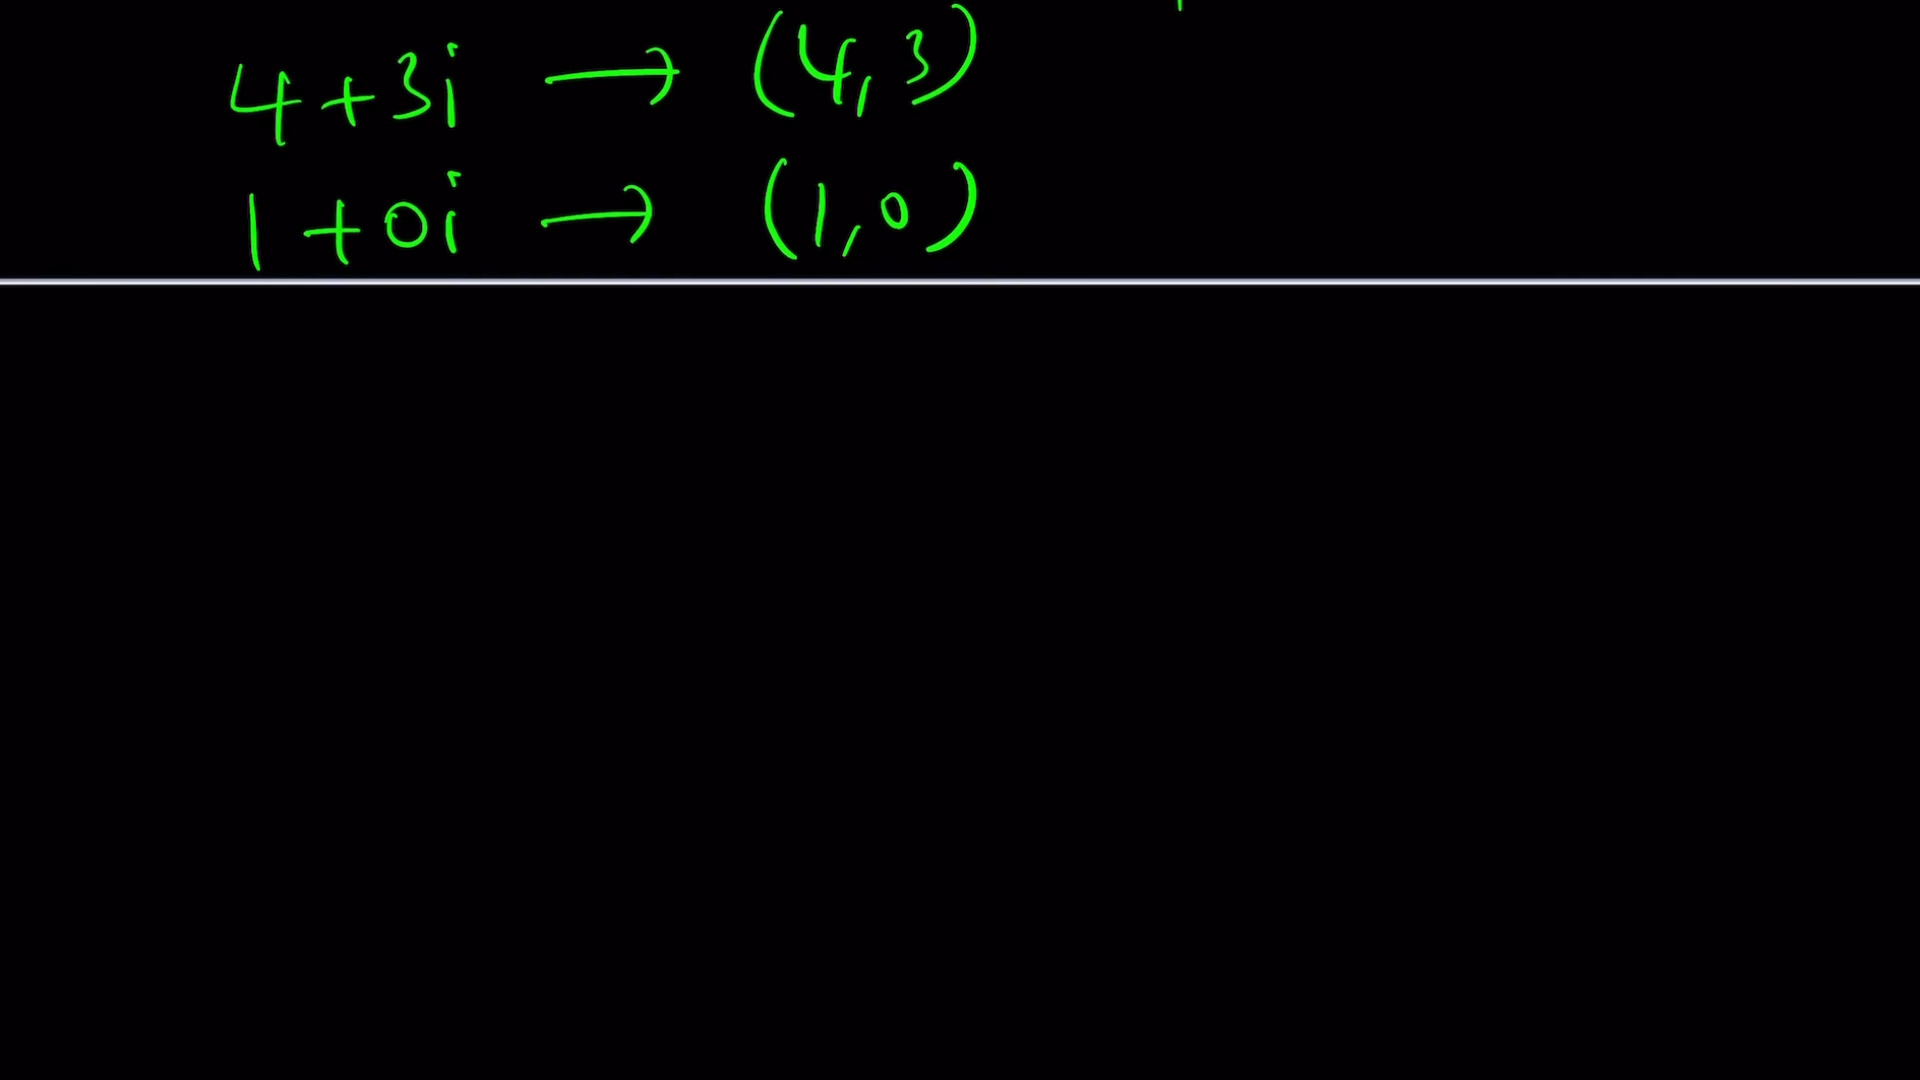 4+3i → (4,3)
1+0i → (1,0)